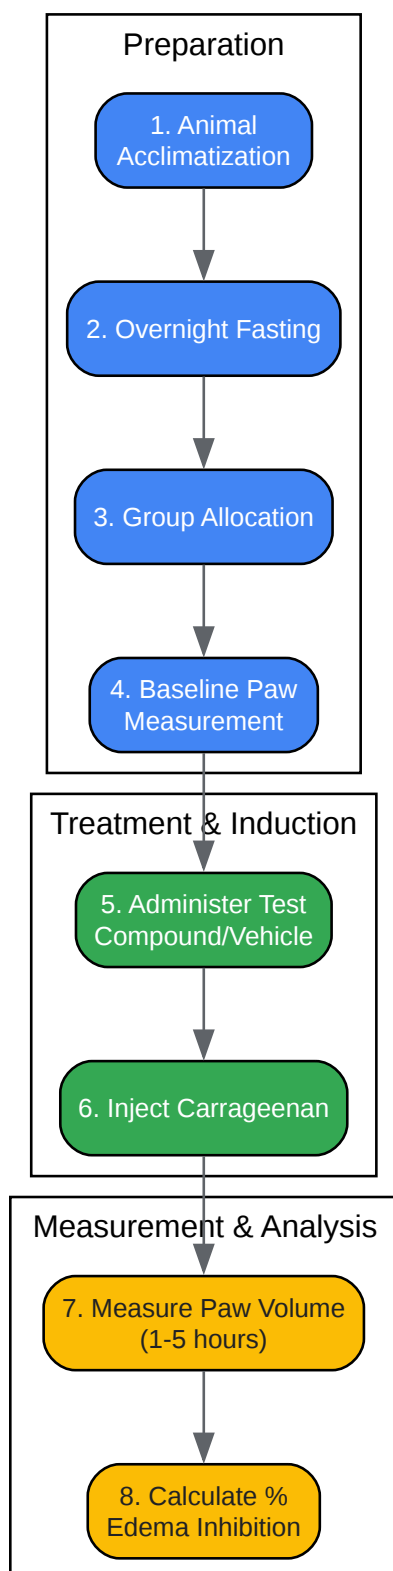 Preparation
1. Animal
Acclimatization
2. Overnight Fasting
3. Group Allocation
4. Baseline Paw
Measurement
Treatment & Induction
5. Administer Test
Compound/Vehicle
6. Inject Carrageenan
Measurement & Analysis
7. Measure Paw Volume
(1-5 hours)
8. Calculate %
Edema Inhibition